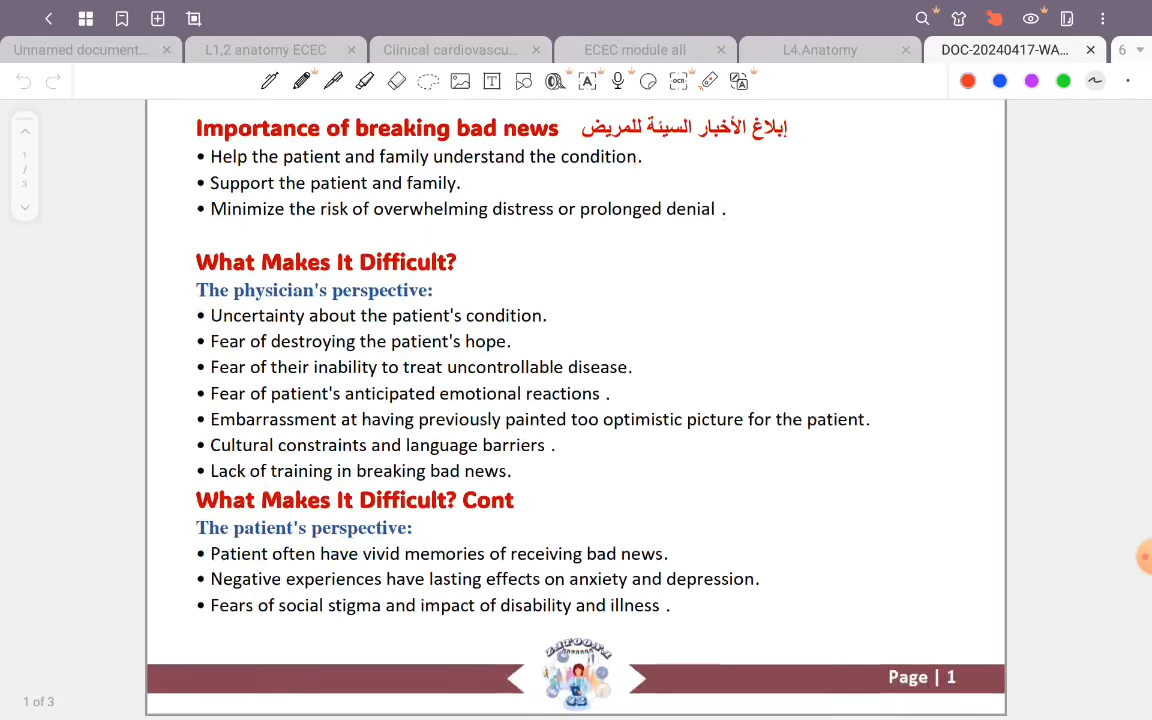 Unnamed document...
L1,2 anatomy ECEC
Clinical cardiovascu...
ECEC module all
L4.Anatomy
DOC-20240417-WA...
6
OCR
1
/
3
Importance of breaking bad news إبلاغ الأخبار السيئة للمريض
• Help the patient and family understand the condition.
• Support the patient and family.
• Minimize the risk of overwhelming distress or prolonged denial .
What Makes It Difficult?
The physician's perspective:
• Uncertainty about the patient's condition.
• Fear of destroying the patient's hope.
• Fear of their inability to treat uncontrollable disease.
• Fear of patient's anticipated emotional reactions .
• Embarrassment at having previously painted too optimistic picture for the patient.
• Cultural constraints and language barriers .
• Lack of training in breaking bad news.
What Makes It Difficult? Cont
The patient's perspective:
• Patient often have vivid memories of receiving bad news.
• Negative experiences have lasting effects on anxiety and depression.
• Fears of social stigma and impact of disability and illness .
ZATOONA
Page | 1
1 of 3